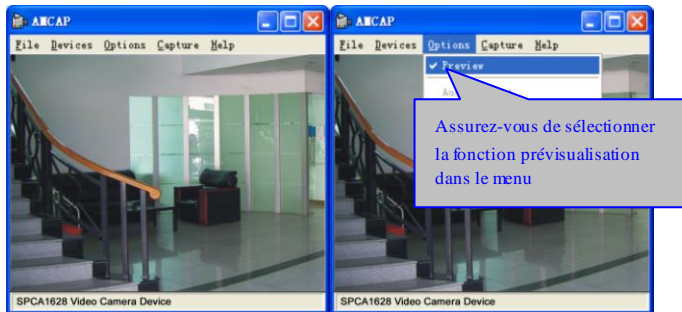 AMCAP
File Devices Options Capture Help
SPCA1628 Video Camera Device
AMCAP
File Devices Options Capture Help
✓ Preview
Assurez-vous de sélectionner
la fonction prévisualisation
dans le menu
SPCA1628 Video Camera Device